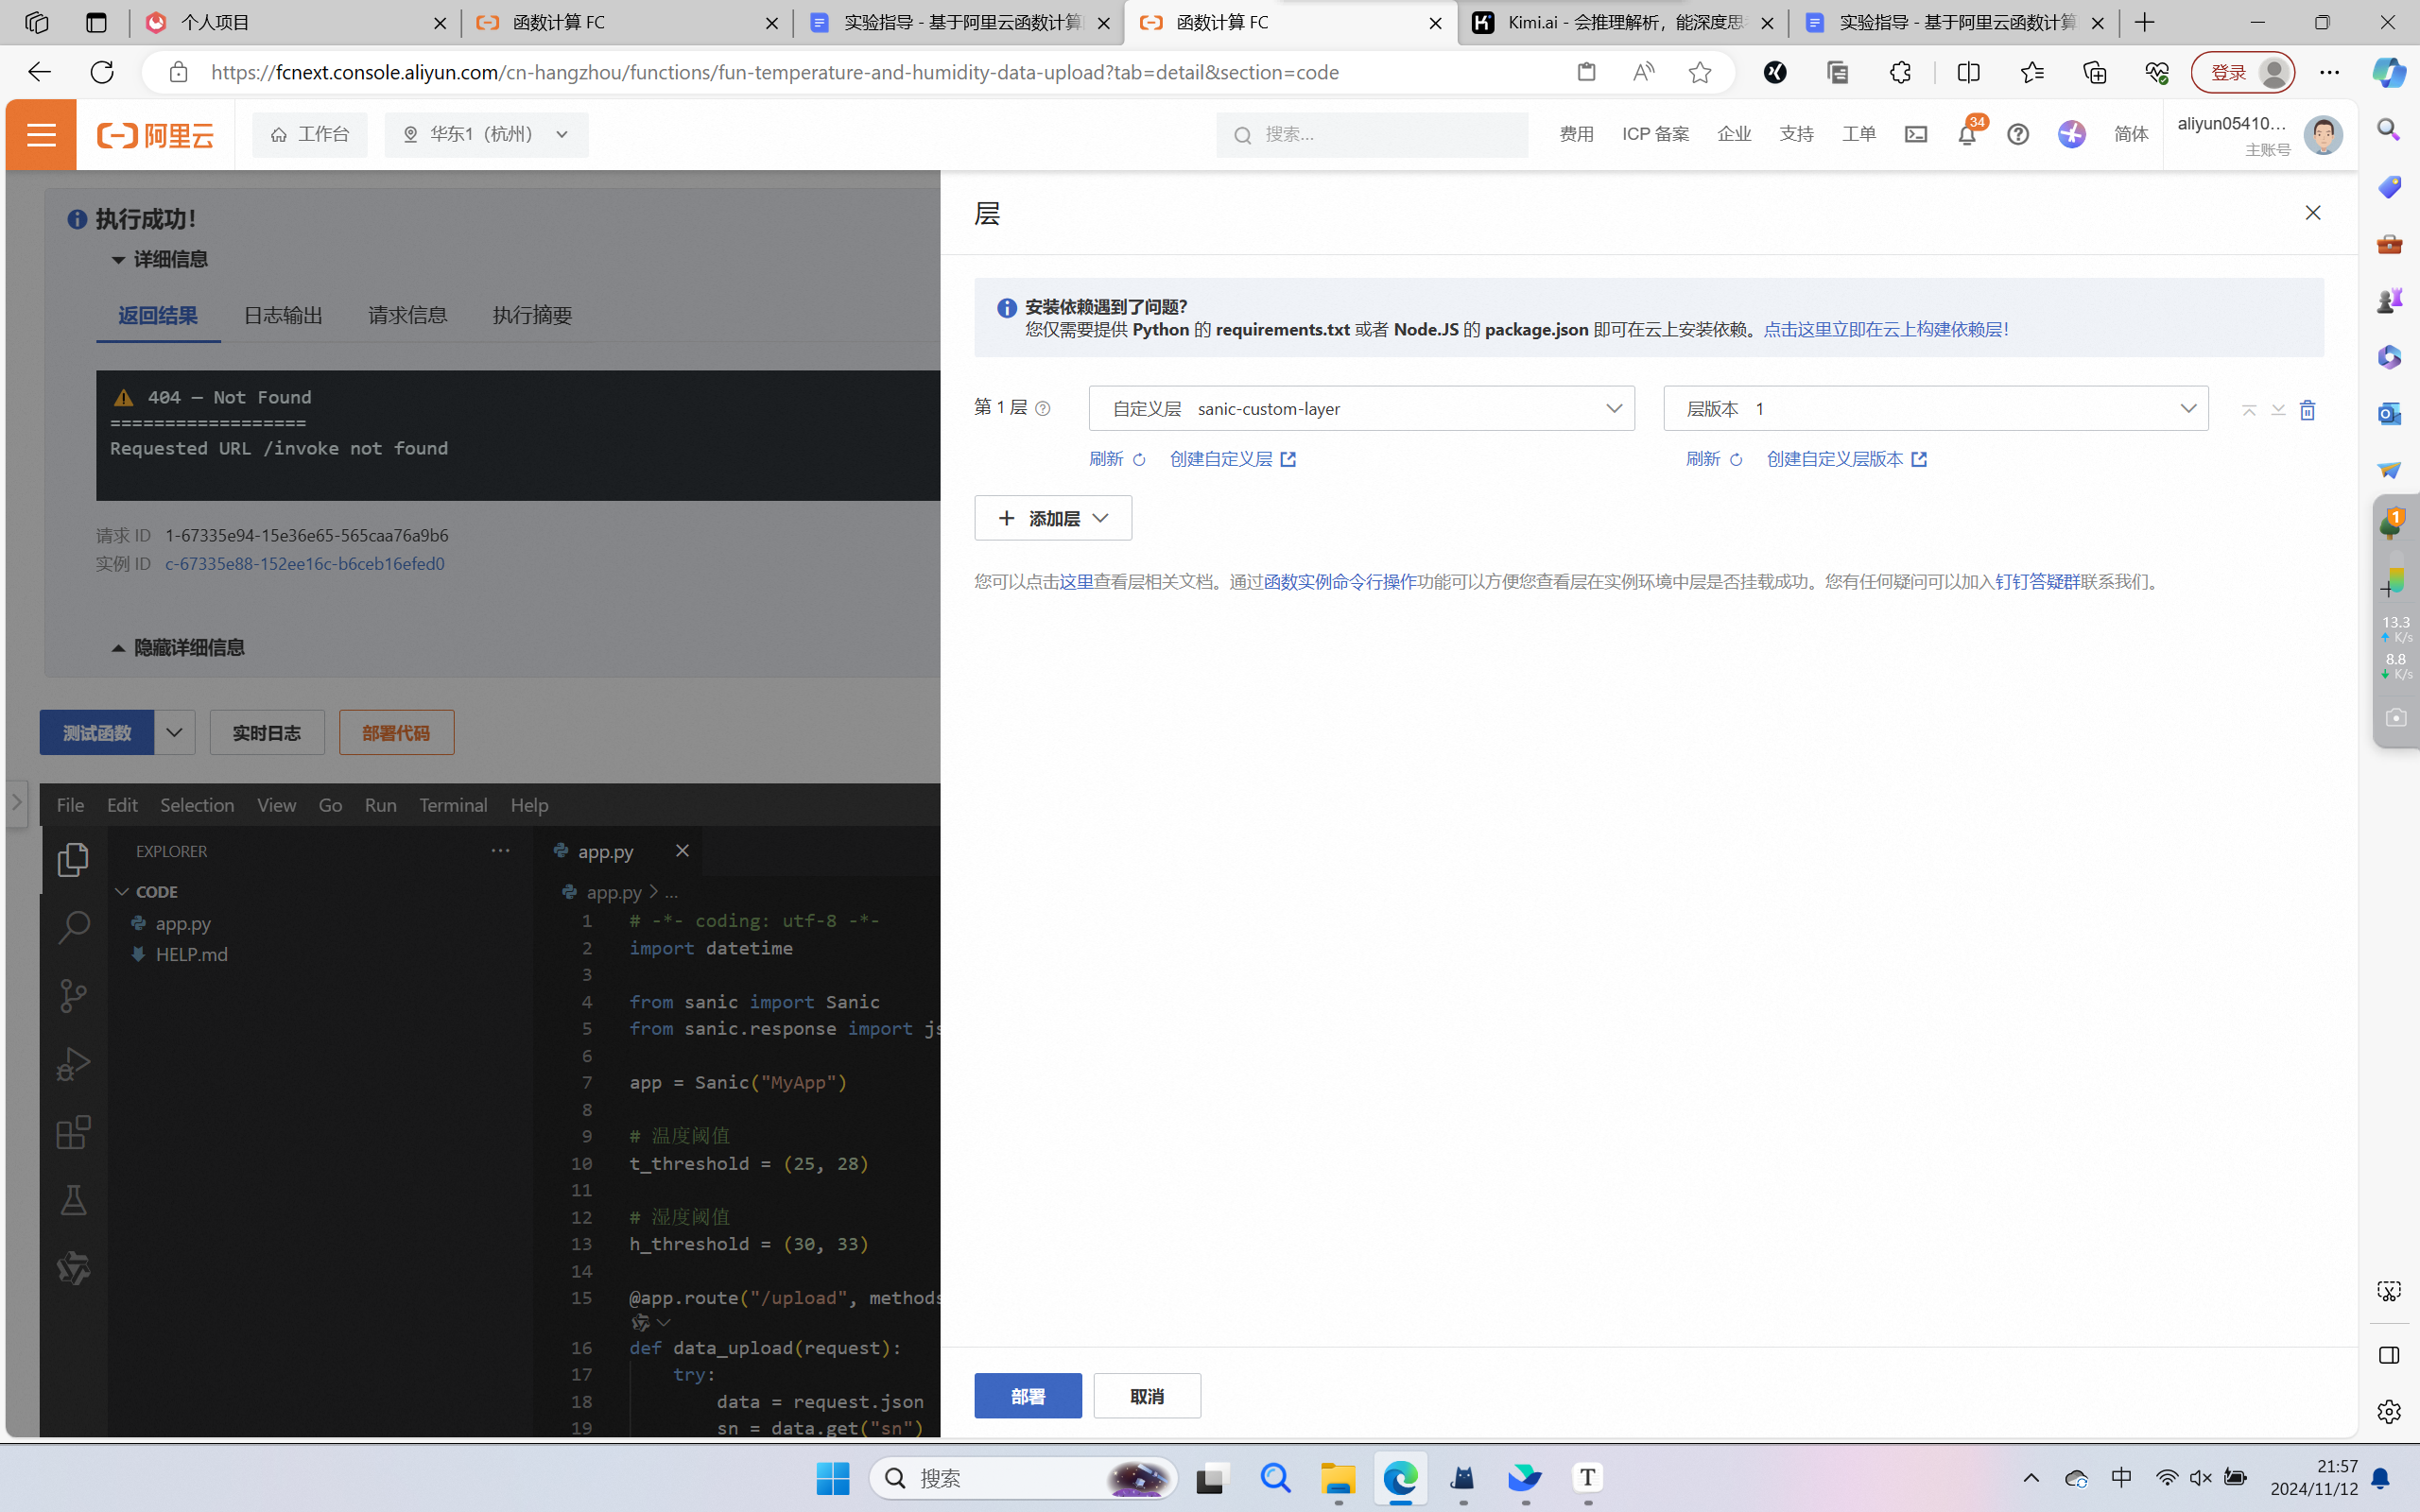 个人项目
函数计算 FC
实验指导 - 基于阿里云函数计算
函数计算 FC
Kimi.ai - 会推理解析，能深度思
实验指导 - 基于阿里云函数计算
https://fcnext.console.aliyun.com/cn-hangzhou/functions/fun-temperature-and-humidity-data-upload?tab=detail&section=code
登录
阿里云
工作台
华东1（杭州）
搜索...
费用
ICP 备案
企业
支持
工单
34
简体
aliyun05410...
主账号
执行成功！
详细信息
返回结果 日志输出 请求信息 执行摘要
⚠️ 404 — Not Found
==================
Requested URL /invoke not found
请求 ID 1-67335e94-15e36e65-565caa76a9b6
实例 ID c-67335e88-152ee16c-b6ceb16efed0
隐藏详细信息
测试函数
实时日志
部署代码
File Edit Selection View Go Run Terminal Help
EXPLORER
CODE
app.py
HELP.md
app.py
app.py > ...
1 # -*- coding: utf-8 -*-
2 import datetime
3
4 from sanic import Sanic
5 from sanic.response import js
6
7 app = Sanic("MyApp")
8
9 # 温度阈值
10 t_threshold = (25, 28)
11
12 # 湿度阈值
13 h_threshold = (30, 33)
14
15 @app.route("/upload", methods
16 def data_upload(request):
17 try:
18 data = request.json
19 sn = data.get("sn")
层
安装依赖遇到了问题?
您仅需要提供 Python 的 requirements.txt 或者 Node.JS 的 package.json 即可在云上安装依赖。点击这里立即在云上构建依赖层！
第 1 层
自定义层 sanic-custom-layer
层版本 1
刷新
创建自定义层
刷新
创建自定义层版本
添加层
您可以点击这里查看层相关文档。通过函数实例命令行操作功能可以方便您查看层在实例环境中层是否挂载成功。您有任何疑问可以加入钉钉答疑群联系我们。
部署
取消
1
13.3
K/s
8.8
K/s
搜索
中
21:57
2024/11/12